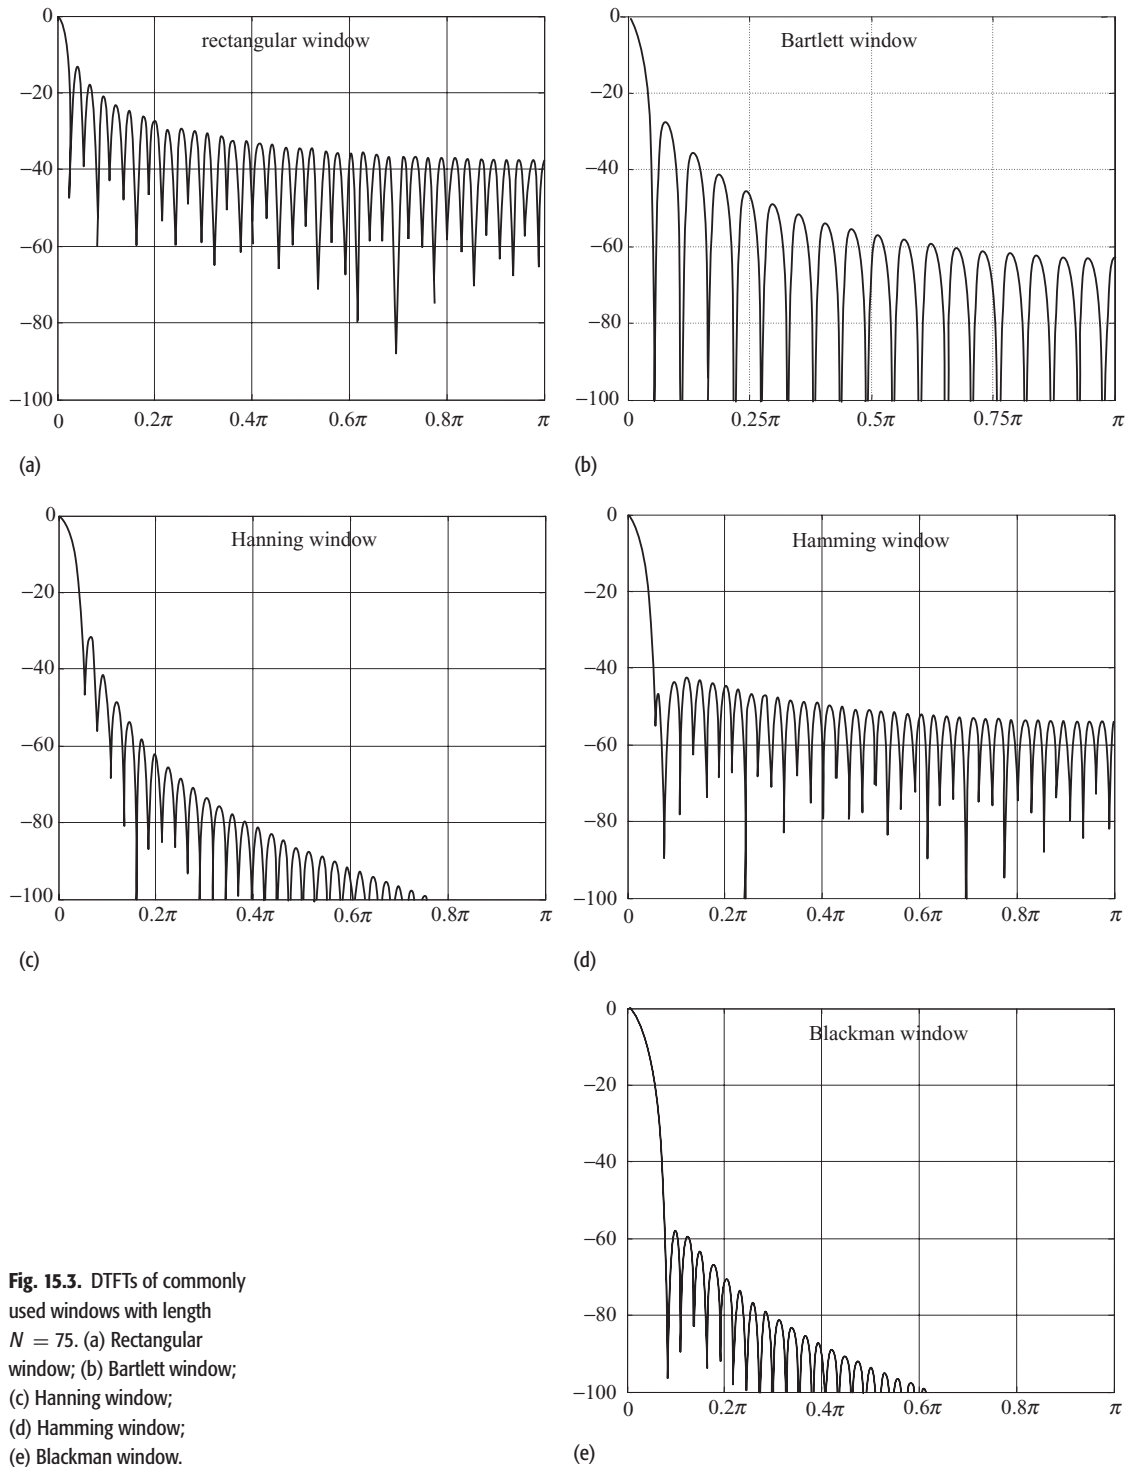 0
−20
−40
−60
−80
−100
rectangular window
0 0.2π 0.4π 0.6π 0.8π π
(a)
0
−20
−40
−60
−80
−100
Bartlett window
0 0.25π 0.5π 0.75π π
(b)
0
−20
−40
−60
−80
−100
Hanning window
0 0.2π 0.4π 0.6π 0.8π π
(c)
0
−20
−40
−60
−80
−100
Hamming window
0 0.2π 0.4π 0.6π 0.8π π
(d)
0
−20
−40
−60
−80
−100
Blackman window
0 0.2π 0.4π 0.6π 0.8π π
(e)
Fig. 15.3. DTFTs of commonly
used windows with length
N = 75. (a) Rectangular
window; (b) Bartlett window;
(c) Hanning window;
(d) Hamming window;
(e) Blackman window.